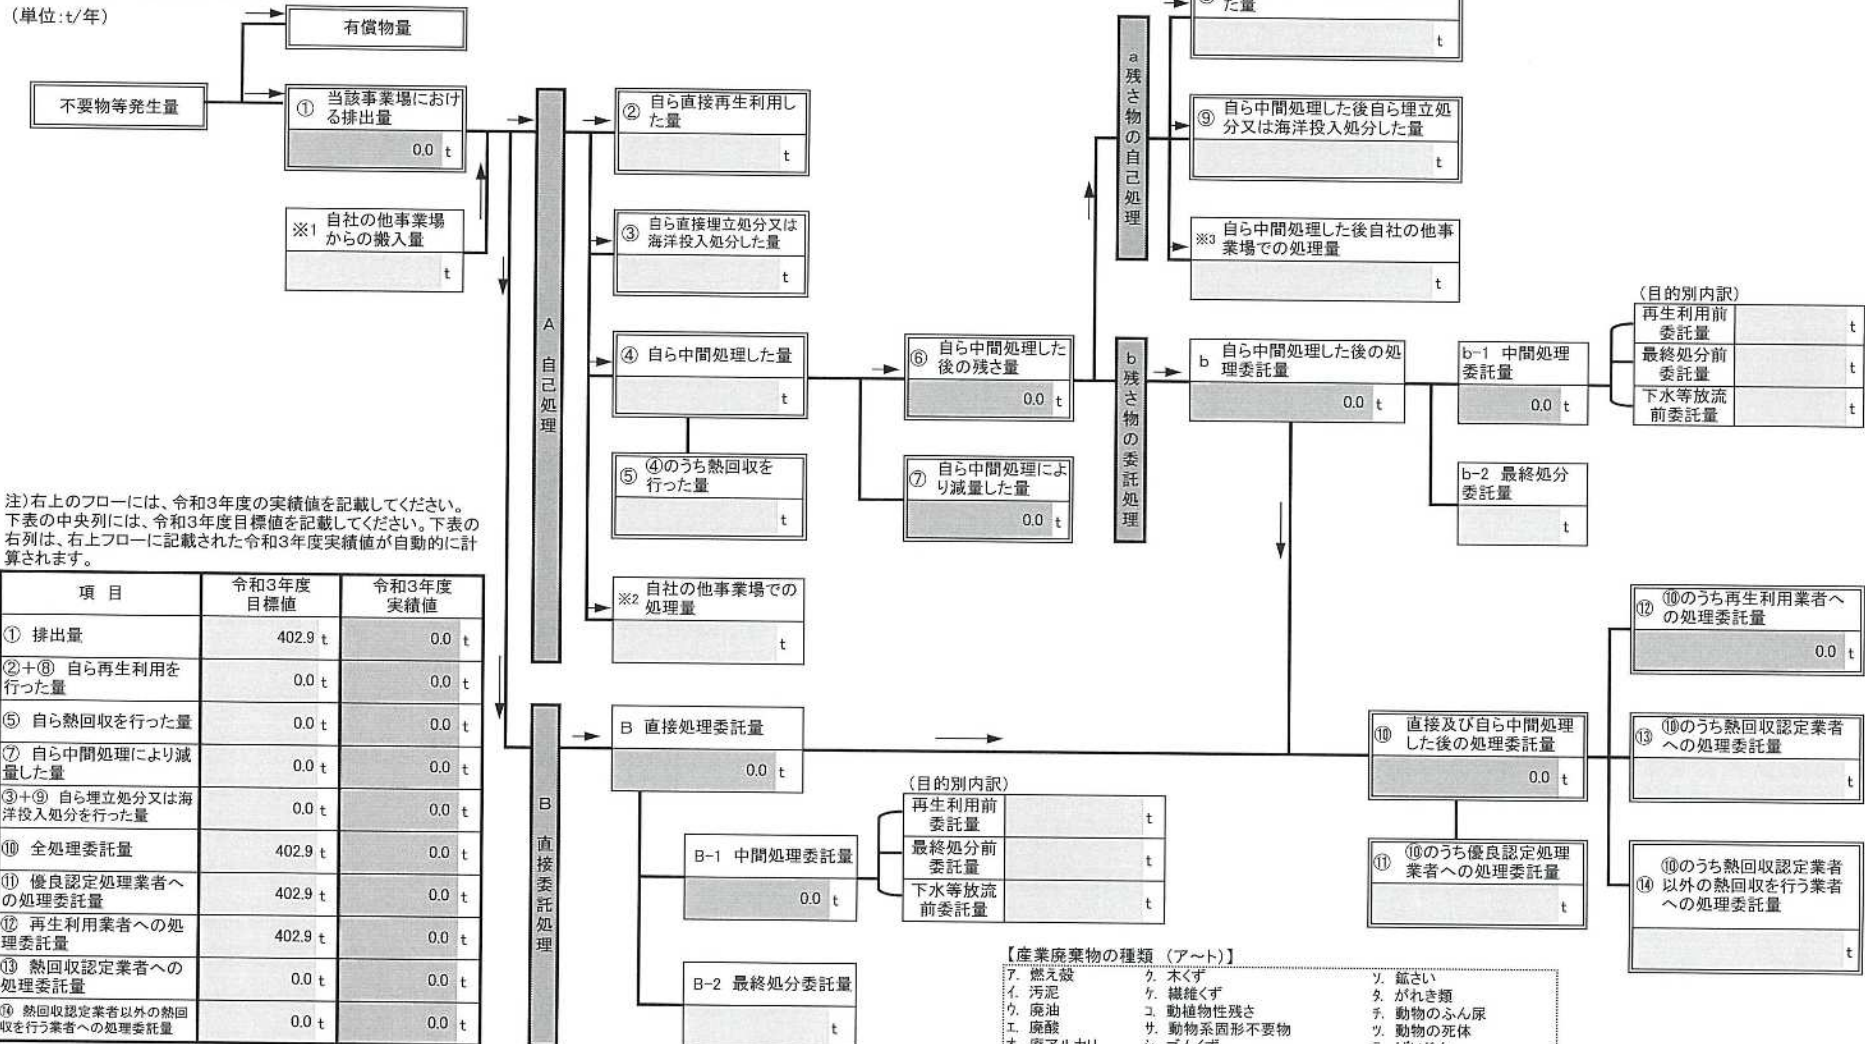 (単位:t/年)
有償物量
不要物等発生量
① 当該事業場におけ
る排出量
0.0 t
※1 自社の他事業場
からの搬入量
t
A 自己処理
② 自ら直接再生利用し
た量
t
③ 自ら直接埋立処分又は
海洋投入処分した量
t
④ 自ら中間処理した量
t
⑤ ④のうち熱回収を
行った量
t
※2 自社の他事業場での
処理量
t
⑥ 自ら中間処理した
後の残さ量
0.0 t
⑦ 自ら中間処理によ
り減量した量
0.0 t
a 残さ物の自己処理
た量
t
⑨ 自ら中間処理した後自ら埋立処
分又は海洋投入処分した量
t
※3 自ら中間処理した後自社の他事
業場での処理量
t
b 残さ物の委託処理
b 自ら中間処理した後の処
理委託量
0.0 t
b-1 中間処理
委託量
0.0 t
(目的別内訳)
再生利用前
委託量
t
最終処分前
委託量
t
下水等放流
前委託量
t
b-2 最終処分
委託量
t
注)右上のフローには、令和3年度の実績値を記載してください。
下表の中央列には、令和3年度目標値を記載してください。下表の
右列は、右上フローに記載された令和3年度実績値が自動的に計
算されます。
項 目
令和3年度
目標値
令和3年度
実績値
① 排出量 402.9 t 0.0 t
②+⑧ 自ら再生利用を
行った量 0.0 t 0.0 t
⑤ 自ら熱回収を行った量 0.0 t 0.0 t
⑦ 自ら中間処理により減
量した量 0.0 t 0.0 t
③+⑨ 自ら埋立処分又は海
洋投入処分を行った量 0.0 t 0.0 t
⑩ 全処理委託量 402.9 t 0.0 t
⑪ 優良認定処理業者へ
の処理委託量 402.9 t 0.0 t
⑫ 再生利用業者への処
理委託量 402.9 t 0.0 t
⑬ 熱回収認定業者への
処理委託量 0.0 t 0.0 t
⑭ 熱回収認定業者以外の熱回
収を行う業者への処理委託量 0.0 t 0.0 t
B 直接委託処理
B 直接処理委託量
0.0 t
B-1 中間処理委託量
0.0 t
(目的別内訳)
再生利用前
委託量
t
最終処分前
委託量
t
下水等放流
前委託量
t
B-2 最終処分委託量
t
⑩ 直接及び自ら中間処理
した後の処理委託量
0.0 t
⑪ ⑩のうち優良認定処理
業者への処理委託量
t
⑫ ⑩のうち再生利用業者へ
の処理委託量
0.0 t
⑬ ⑩のうち熱回収認定業者
への処理委託量
t
⑭ ⑩のうち熱回収認定業者
以外の熱回収を行う業者
への処理委託量
t
【産業廃棄物の種類 (ア~ト)】
ア. 燃え殻 ク. 木くず ソ. 鉱さい
イ. 汚泥 ケ. 繊維くず タ. がれき類
ウ. 廃油 コ. 動植物性残さ チ. 動物のふん尿
エ. 廃酸 サ. 動物系固形不要物 ツ. 動物の死体